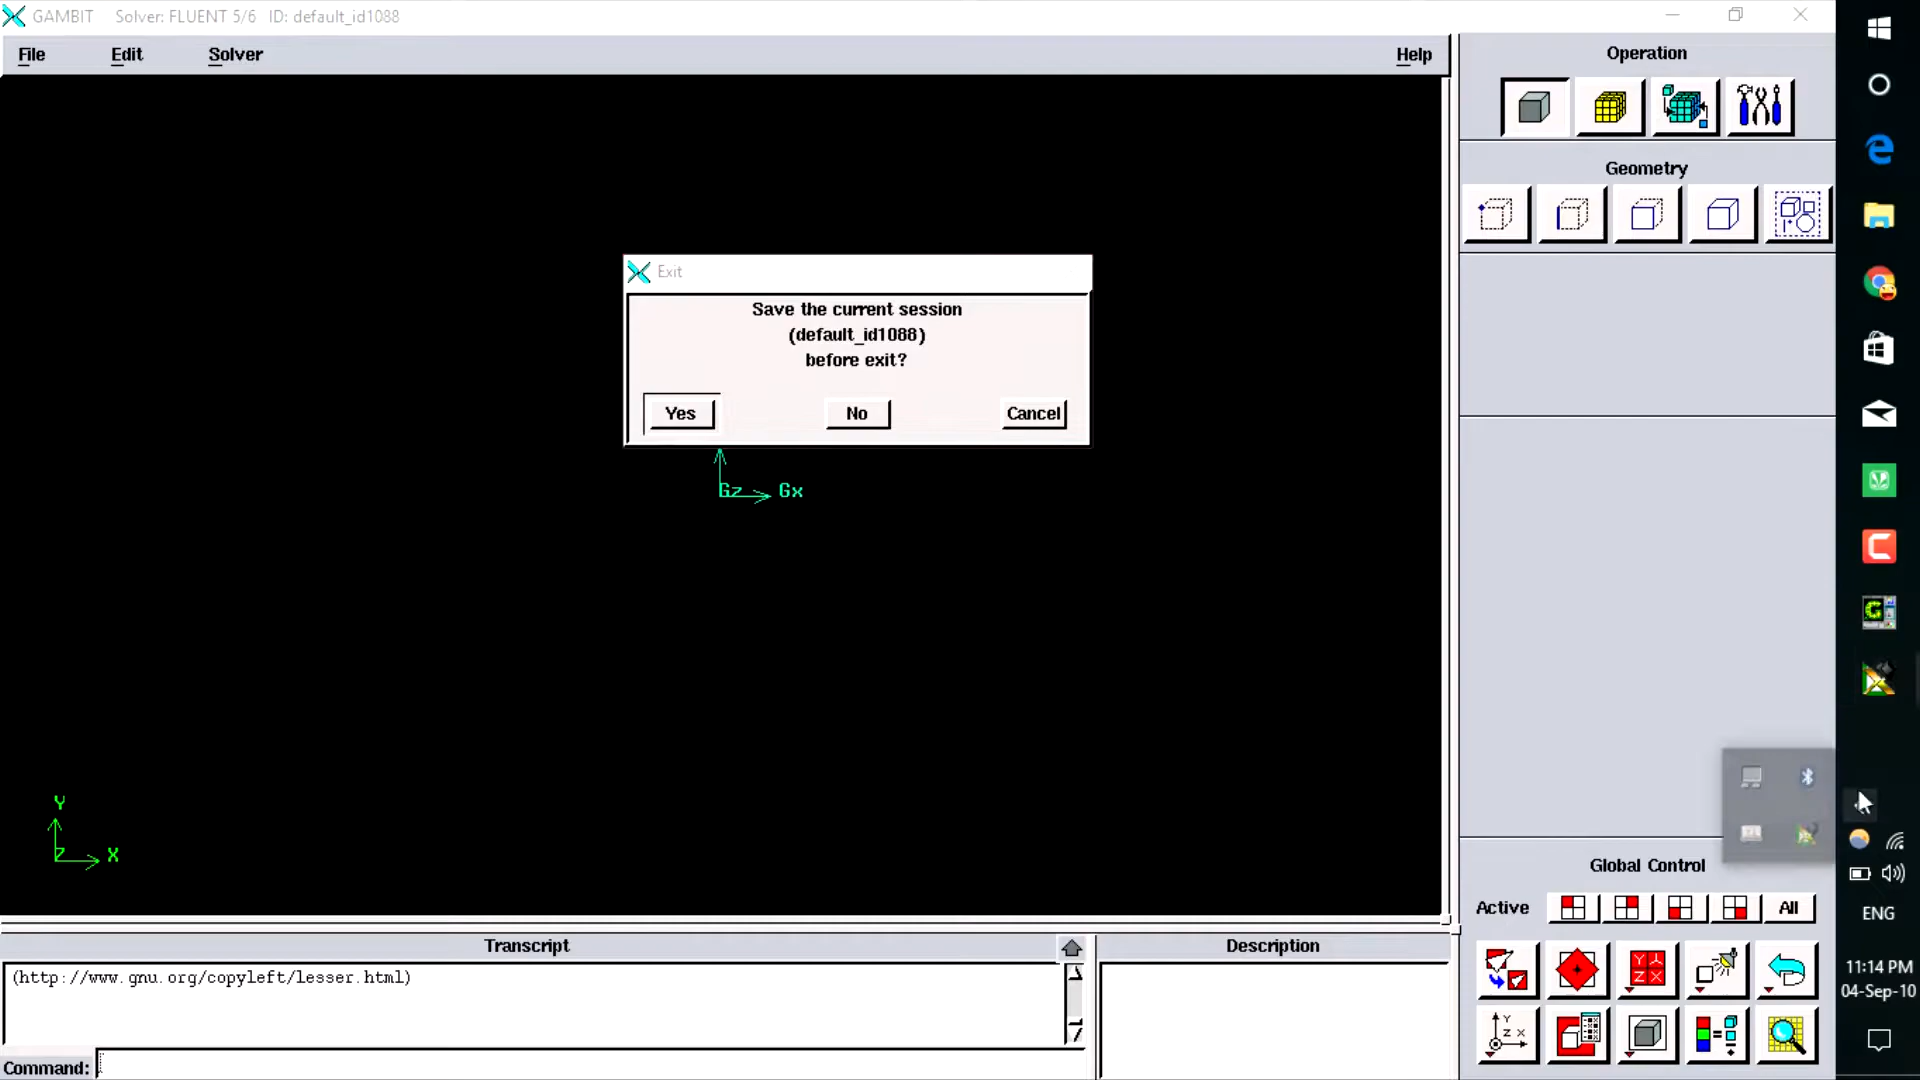 GAMBIT Solver: FLUENT 5/6 ID: default_id1088
File Edit Solver Help
Operation
Geometry
Exit
Save the current session
(default_id1088)
before exit?
Yes No Cancel
Gz Gx
Y
Z X
Global Control
Active All
Transcript Description
(http://www.gnu.org/copyleft/lesser.html)
Command:
ENG
11:14 PM
04-Sep-10